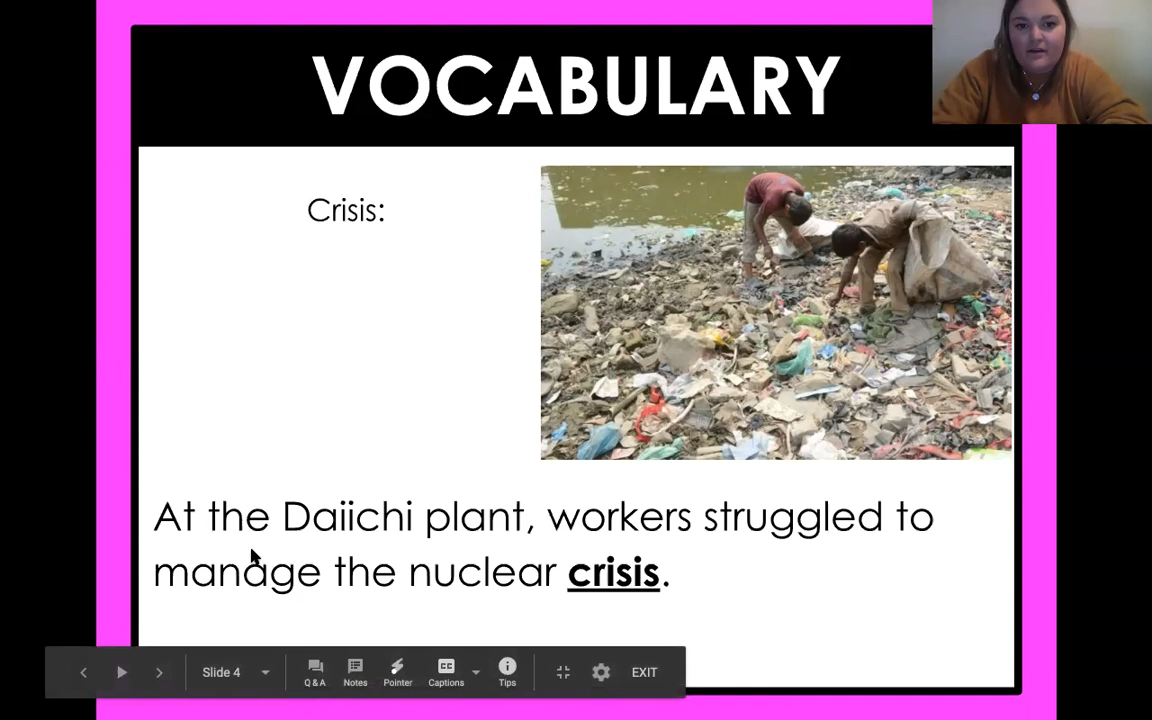 VOCABULARY
Crisis:
At the Daiichi plant, workers struggled to
manage the nuclear crisis.
Slide 4
Q & A
Notes
Pointer
CC
Captions
Tips
EXIT